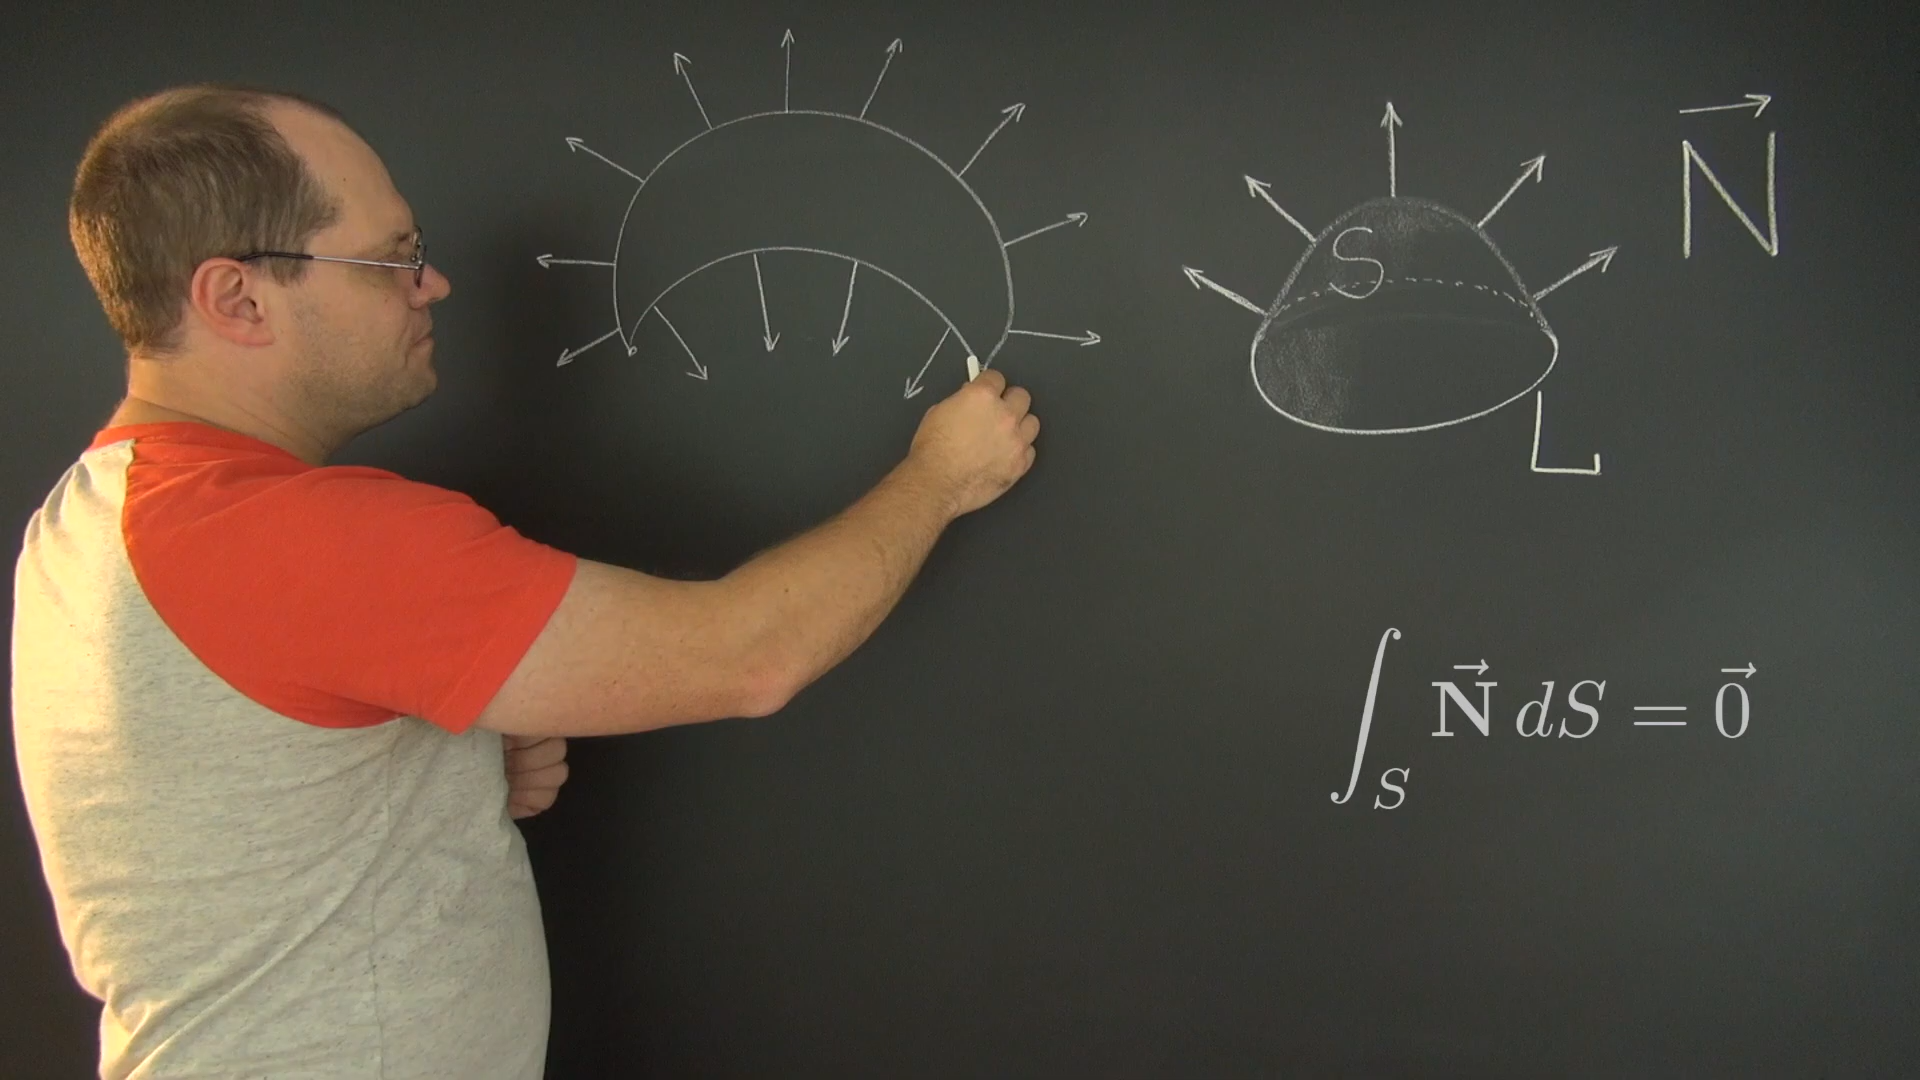 N⃗
S
L
∫_S N⃗ dS = 0⃗